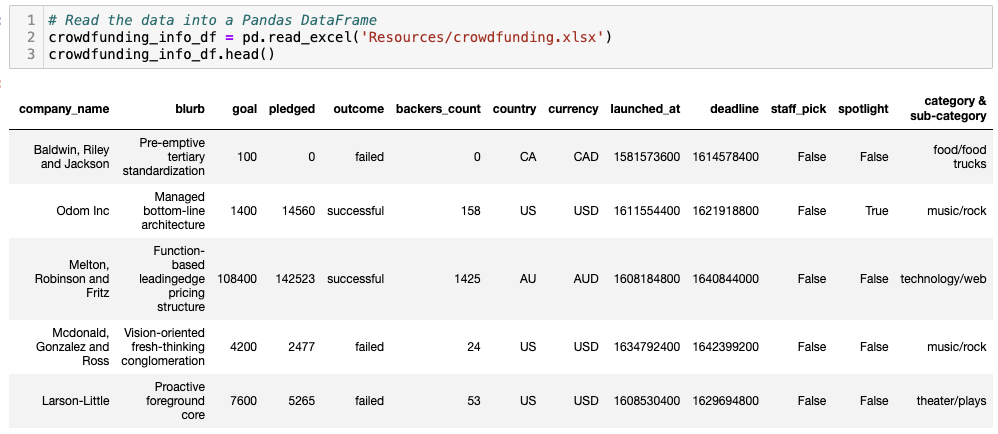 1 # Read the data into a Pandas DataFrame
2 crowdfunding_info_df = pd.read_excel('Resources/crowdfunding.xlsx')
3 crowdfunding_info_df.head()
category &
company_name blurb goal pledged outcome backers_count country currency launched_at deadline staff_pick spotlight
sub-category
Pre-emptive
Baldwin, Riley tertiary 100 0 failed 0 CA CAD 1581573600 1614578400 False False food/food
and Jackson standardization trucks
Managed
Odom Inc bottom-line 1400 14560 successful 158 US USD 1611554400 1621918800 False True music/rock
architecture
Function-
based
Melton,
Robinson and leadingedge 108400 142523 successful 1425 AU AUD 1608184800 1640844000 False False technology/web
Fritz pricing
structure
Mcdonald, Vision-oriented
Gonzalez and fresh-thinking 4200 2477 failed 24 US USD 1634792400 1642399200 False False music/rock
Ross conglomeration
Proactive
Larson-Little foreground 7600 5265 failed 53 US USD 1608530400 1629694800 False False theater/plays
core